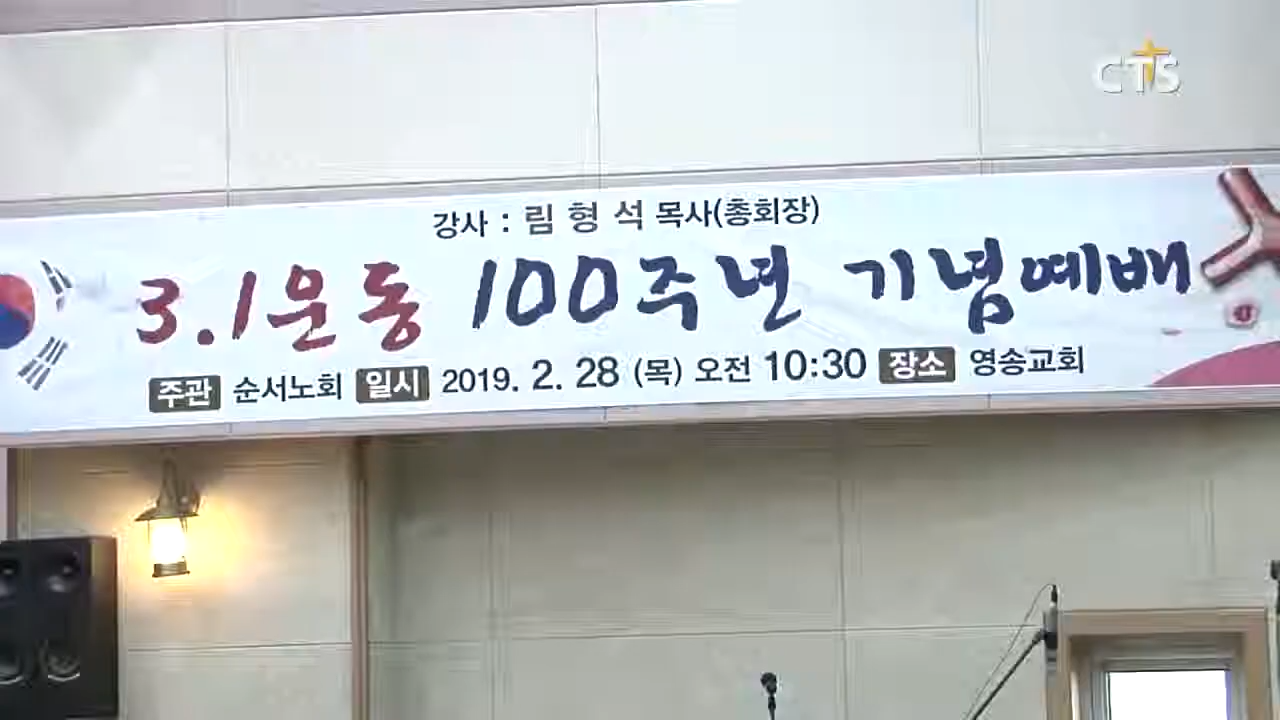 CTS
강사 : 림 형 석 목사(총회장)
3.1운동 100주년 기념예배
주관 순서노회 일시 2019. 2. 28 (목) 오전 10:30 장소 영송교회